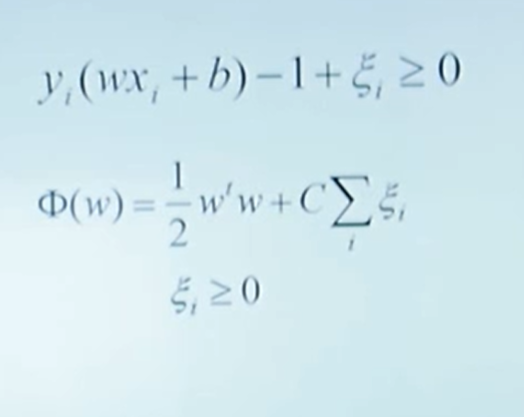 y_i(wx_i + b) − 1 + ξ_i ≥ 0
Φ(w) = 1/2 w^t w + C ∑_i ξ_i
ξ_i ≥ 0